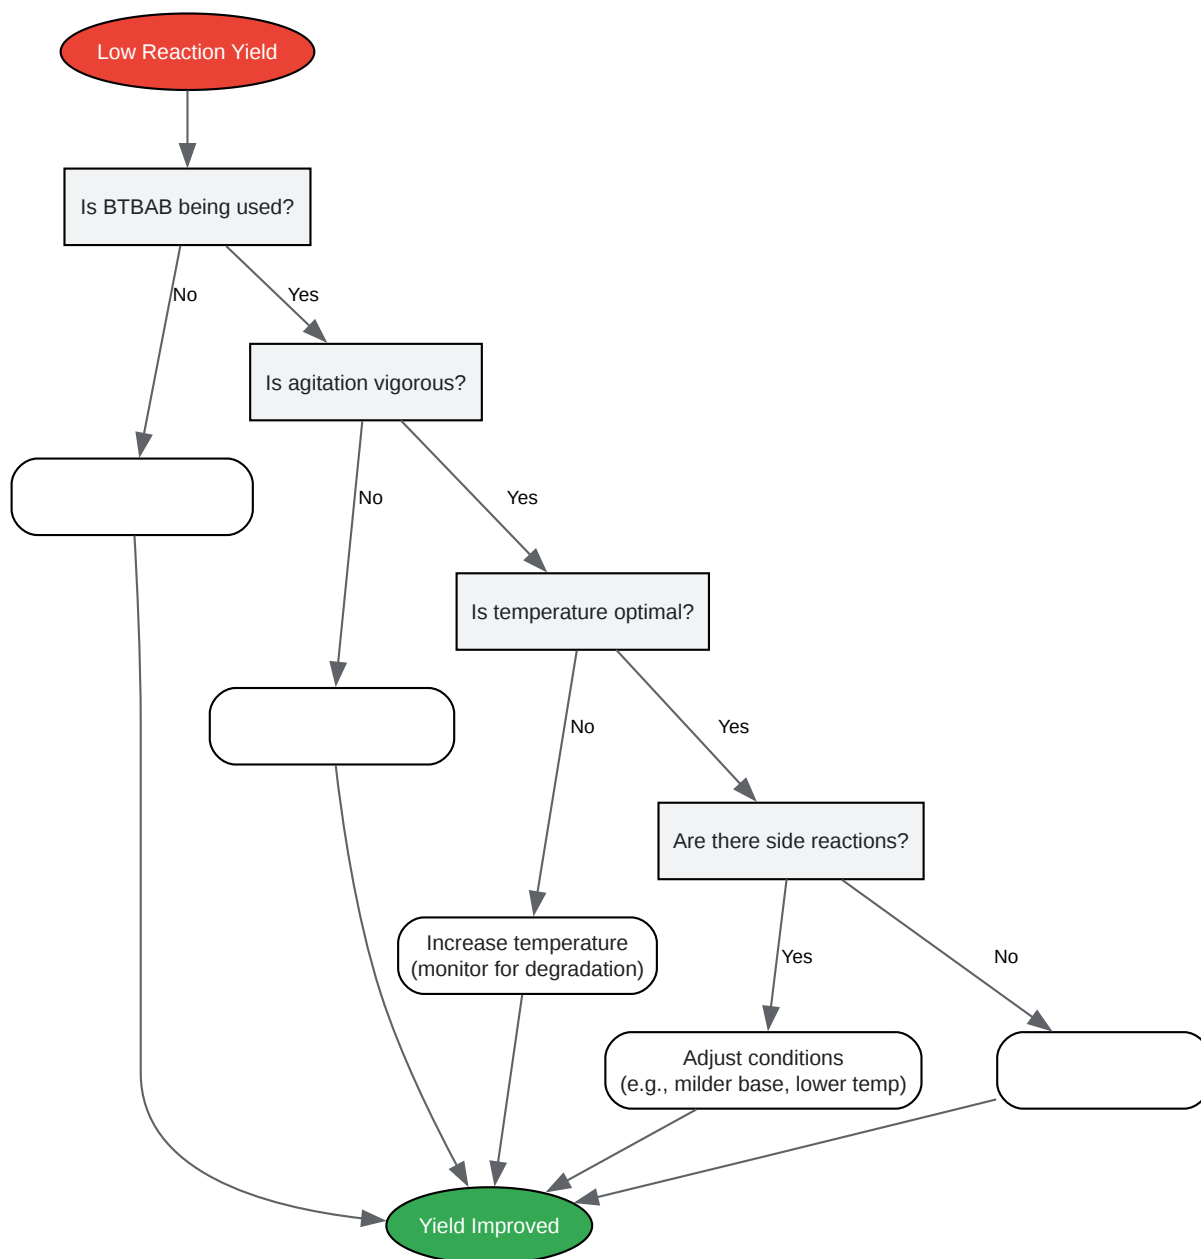 Low Reaction Yield
Is BTBAB being used?
No
Yes
Is agitation vigorous?
No
Yes
Is temperature optimal?
No
Yes
Are there side reactions?
Increase temperature
(monitor for degradation)
Yes
No
Adjust conditions
(e.g., milder base, lower temp)
Yield Improved